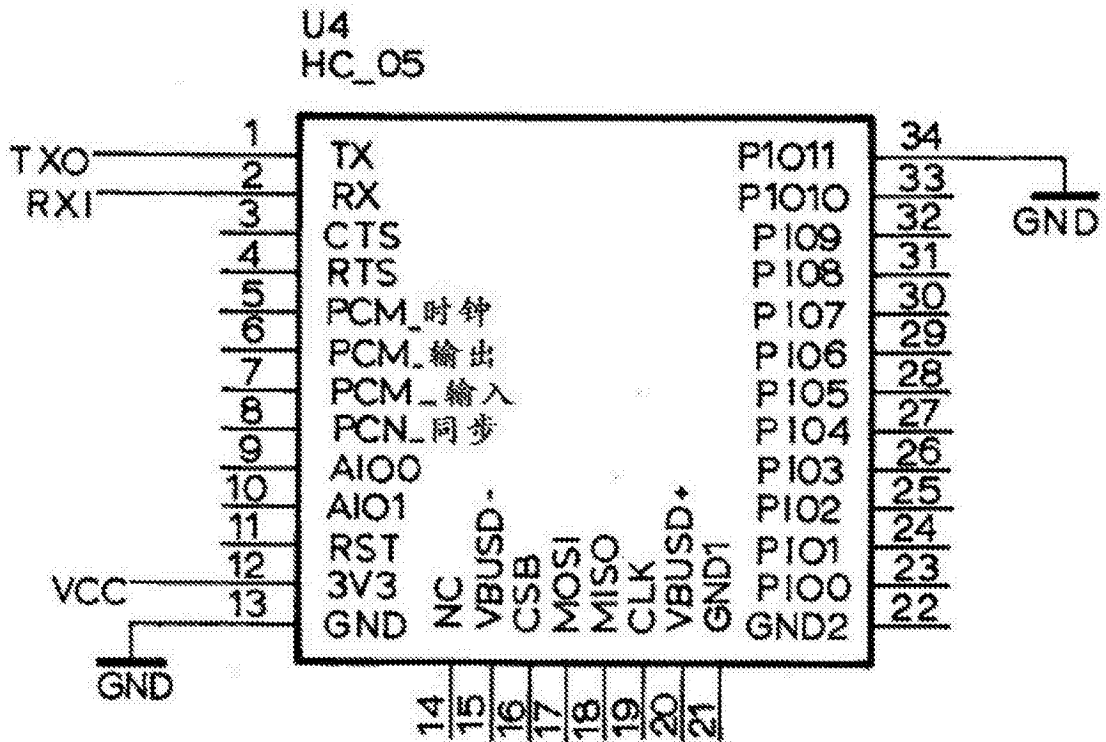 U4
HC_05
TXO 1 TX
RXI 2 RX
3 CTS
4 RTS
5 PCM_时钟
6 PCM_输出
7 PCM_输入
8 PCN_同步
9 AIO0
10 AIO1
11 RST
VCC 12 3V3
13 GND
GND
14 NC
15 VBUSD-
16 CSB
17 MOSI
18 MISO
19 CLK
20 VBUSD+
21 GND1
P1O11 34
P1O10 33
GND
PIO9 32
PIO8 31
PIO7 30
PIO6 29
PIO5 28
PIO4 27
PIO3 26
PIO2 25
PIO1 24
PIO0 23
GND2 22